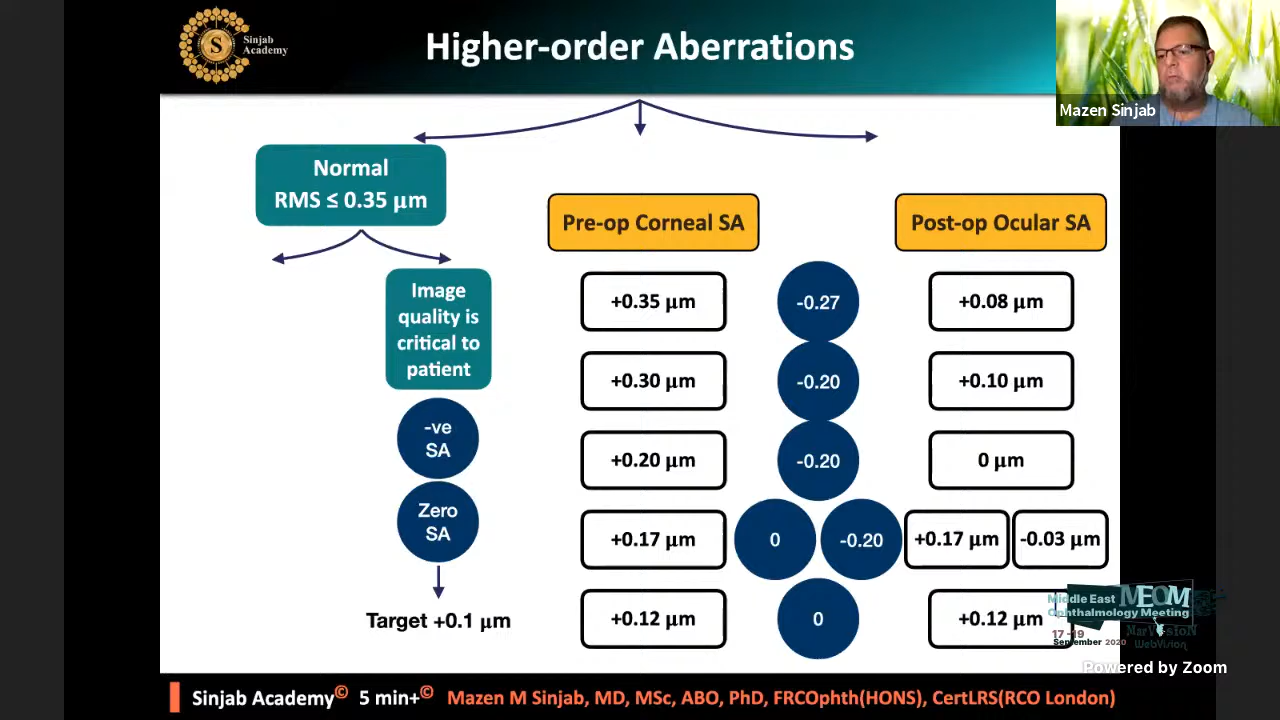 Sinjab
Academy
Higher-order Aberrations
Mazen Sinjab
Normal
RMS ≤ 0.35 µm
Image
quality is
critical to
patient
-ve
SA
Zero
SA
Target +0.1 µm
Pre-op Corneal SA
Post-op Ocular SA
+0.35 µm
-0.27
+0.08 µm
+0.30 µm
-0.20
+0.10 µm
+0.20 µm
-0.20
0 µm
+0.17 µm
0
-0.20
+0.17 µm
-0.03 µm
+0.12 µm
0
+0.12 µm
Middle East
Ophthalmology Meeting
MEOM
17-19
September 2020
NarVision
WebVision
Powered by Zoom
Sinjab Academy© 5 min+© Mazen M Sinjab, MD, MSc, ABO, PhD, FRCOphth(HONS), CertLRS(RCO London)